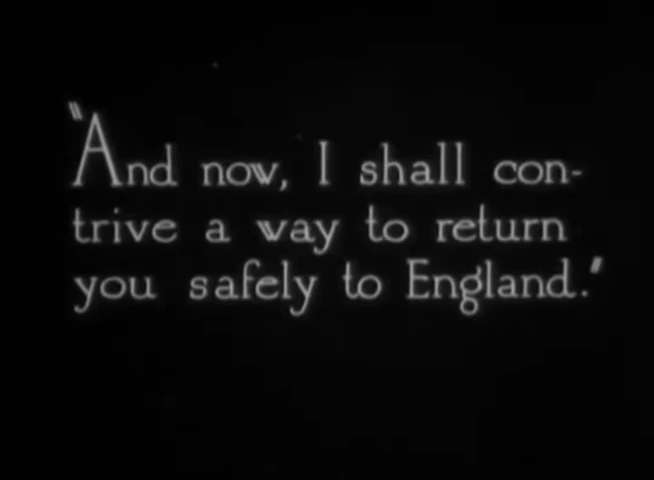 "And now, I shall con-
trive a way to return
you safely to England."